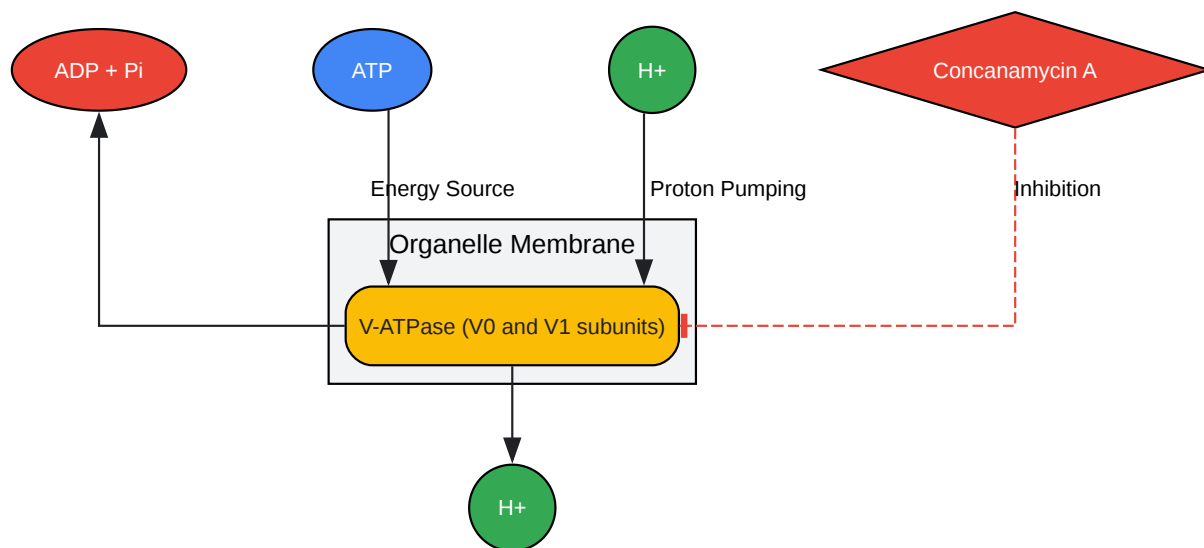 ADP + Pi
ATP
H+
Concanamycin A
Energy Source
Proton Pumping
Inhibition
Organelle Membrane
V-ATPase (V0 and V1 subunits)
H+